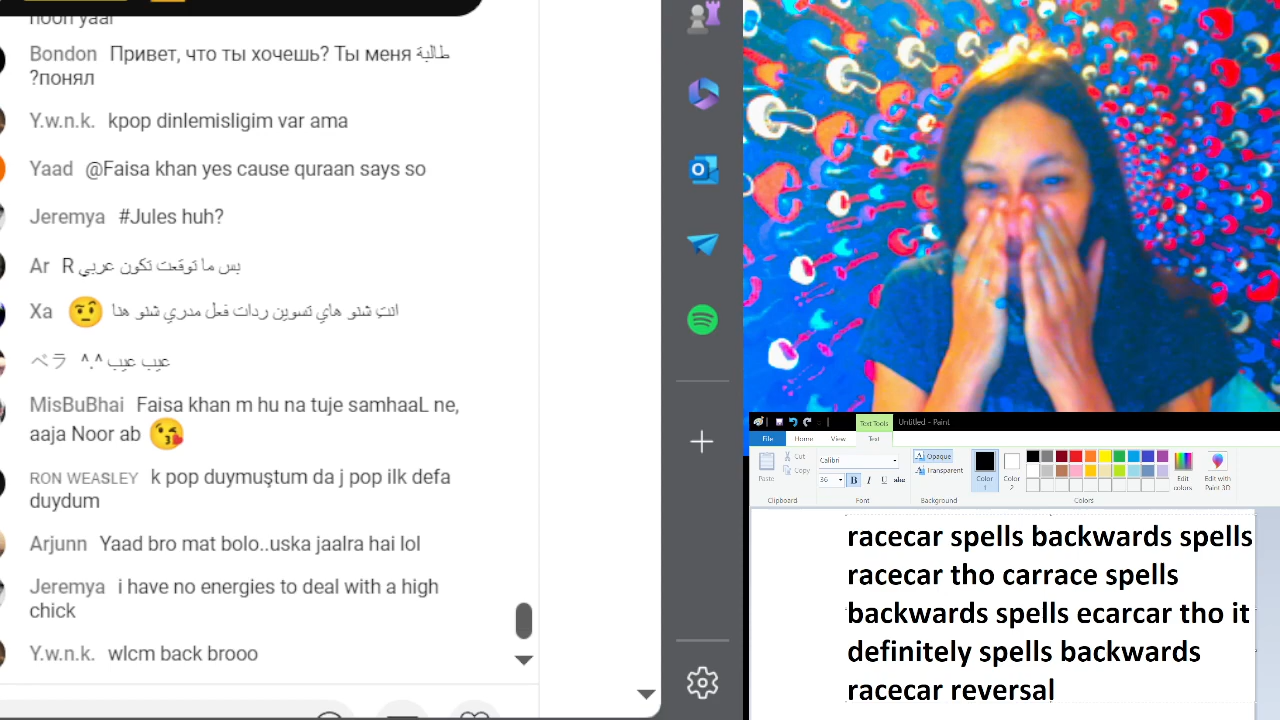 noon yaar
Bondon Привет, что ты хочешь? Ты меня طالبة
?понял
Y.w.n.k. kpop dinlemisligim var ama
Yaad @Faisa khan yes cause quraan says so
Jeremya #Jules huh?
Ar بس ما توقعت تكون عربي R
Xa 🤨 انتِ شنو هاي تسوين ردات فعل مدري شنو هنا
ペラ عيب عيب ^.^
MisBuBhai Faisa khan m hu na tuje samhaaL ne,
aaja Noor ab 😘
RON WEASLEY k pop duymuştum da j pop ilk defa
duydum
Arjunn Yaad bro mat bolo..uska jaalra hai lol
Jeremya i have no energies to deal with a high
chick
Y.w.n.k. wlcm back brooo
Text Tools Untitled - Paint
File Home View Text
Paste Cut Copy
Calibri
36 B I U abc
Opaque
Transparent
Color 1
Color 2
Edit colors
Edit with Paint 3D
Clipboard Font Background Colors
racecar spells backwards spells
racecar tho carrace spells
backwards spells ecarcar tho it
definitely spells backwards
racecar reversal